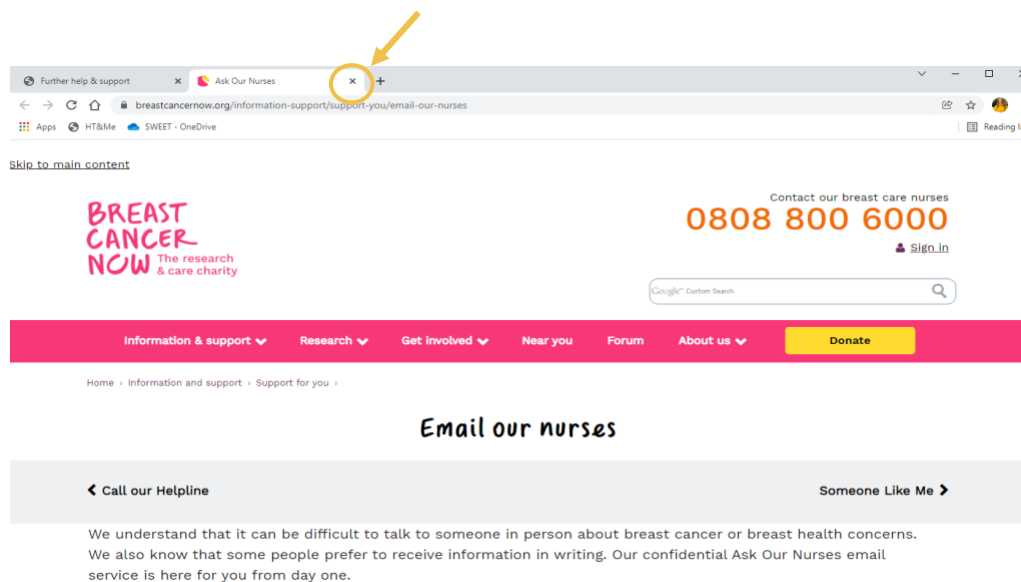 Further help & support
Ask Our Nurses
breastcancernow.org/information-support/support-you/email-our-nurses
Apps HT&Me SWEET - OneDrive Reading
Skip to main content
BREAST
CANCER
NOW The research
& care charity
Contact our breast care nurses
0808 800 6000
Sign in
Google™ Custom Search
Information & support Research Get involved Near you Forum About us Donate
Home › Information and support › Support for you ›
Email our nurses
Call our Helpline Someone Like Me
We understand that it can be difficult to talk to someone in person about breast cancer or breast health concerns.
We also know that some people prefer to receive information in writing. Our confidential Ask Our Nurses email
service is here for you from day one.